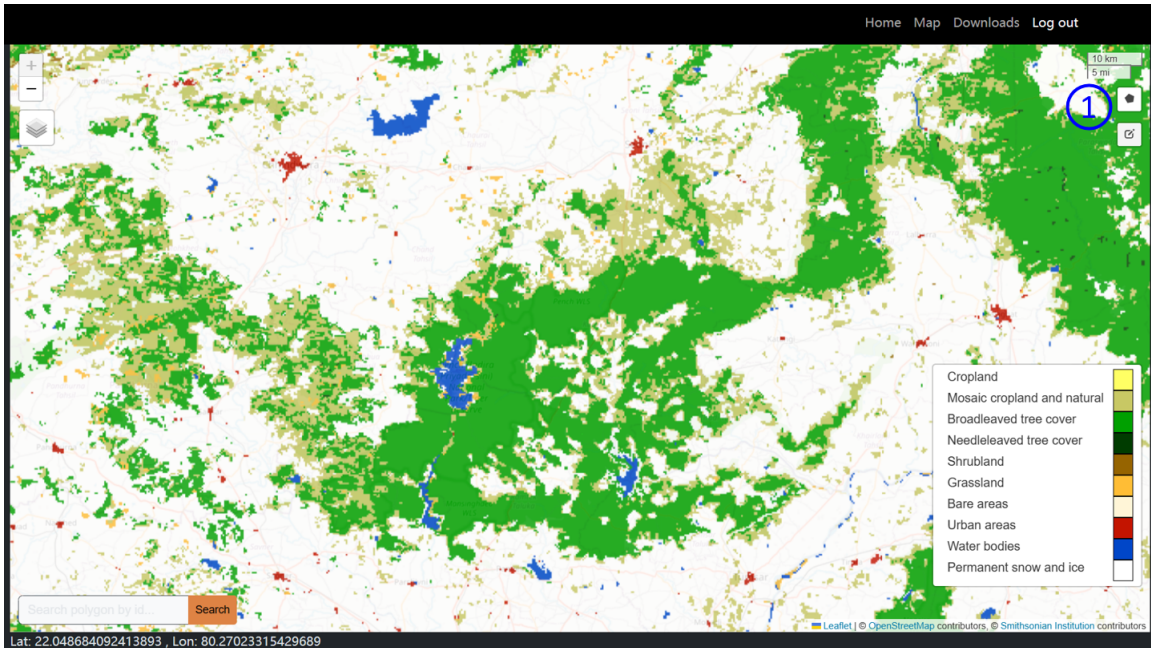 Home Map Downloads Log out
+
−
10 km
5 mi
1
Cropland
Mosaic cropland and natural
Broadleaved tree cover
Needleleaved tree cover
Shrubland
Grassland
Bare areas
Urban areas
Water bodies
Permanent snow and ice
Search polygon by id... Search
Leaflet | © OpenStreetMap contributors, © Smithsonian Institution contributors
Lat: 22.048684092413893 , Lon: 80.27023315429689